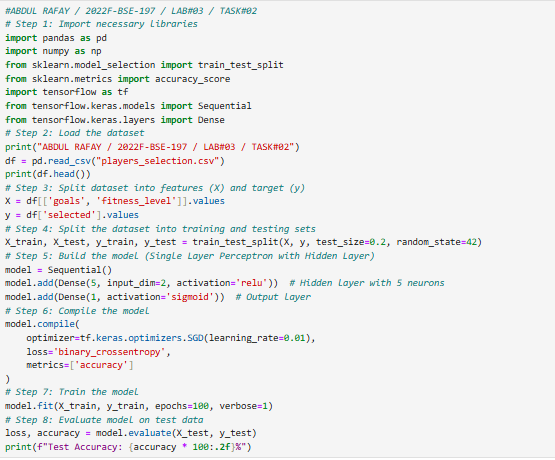 #ABDUL RAFAY / 2022F-BSE-197 / LAB#03 / TASK#02
# Step 1: Import necessary libraries
import pandas as pd
import numpy as np
from sklearn.model_selection import train_test_split
from sklearn.metrics import accuracy_score
import tensorflow as tf
from tensorflow.keras.models import Sequential
from tensorflow.keras.layers import Dense
# Step 2: Load the dataset
print("ABDUL RAFAY / 2022F-BSE-197 / LAB#03 / TASK#02")
df = pd.read_csv("players_selection.csv")
print(df.head())
# Step 3: Split dataset into features (X) and target (y)
X = df[['goals', 'fitness_level']].values
y = df['selected'].values
# Step 4: Split the dataset into training and testing sets
X_train, X_test, y_train, y_test = train_test_split(X, y, test_size=0.2, random_state=42)
# Step 5: Build the model (Single Layer Perceptron with Hidden Layer)
model = Sequential()
model.add(Dense(5, input_dim=2, activation='relu'))  # Hidden layer with 5 neurons
model.add(Dense(1, activation='sigmoid'))  # Output layer
# Step 6: Compile the model
model.compile(
    optimizer=tf.keras.optimizers.SGD(learning_rate=0.01),
    loss='binary_crossentropy',
    metrics=['accuracy']
)
# Step 7: Train the model
model.fit(X_train, y_train, epochs=100, verbose=1)
# Step 8: Evaluate model on test data
loss, accuracy = model.evaluate(X_test, y_test)
print(f"Test Accuracy: {accuracy * 100:.2f}%")